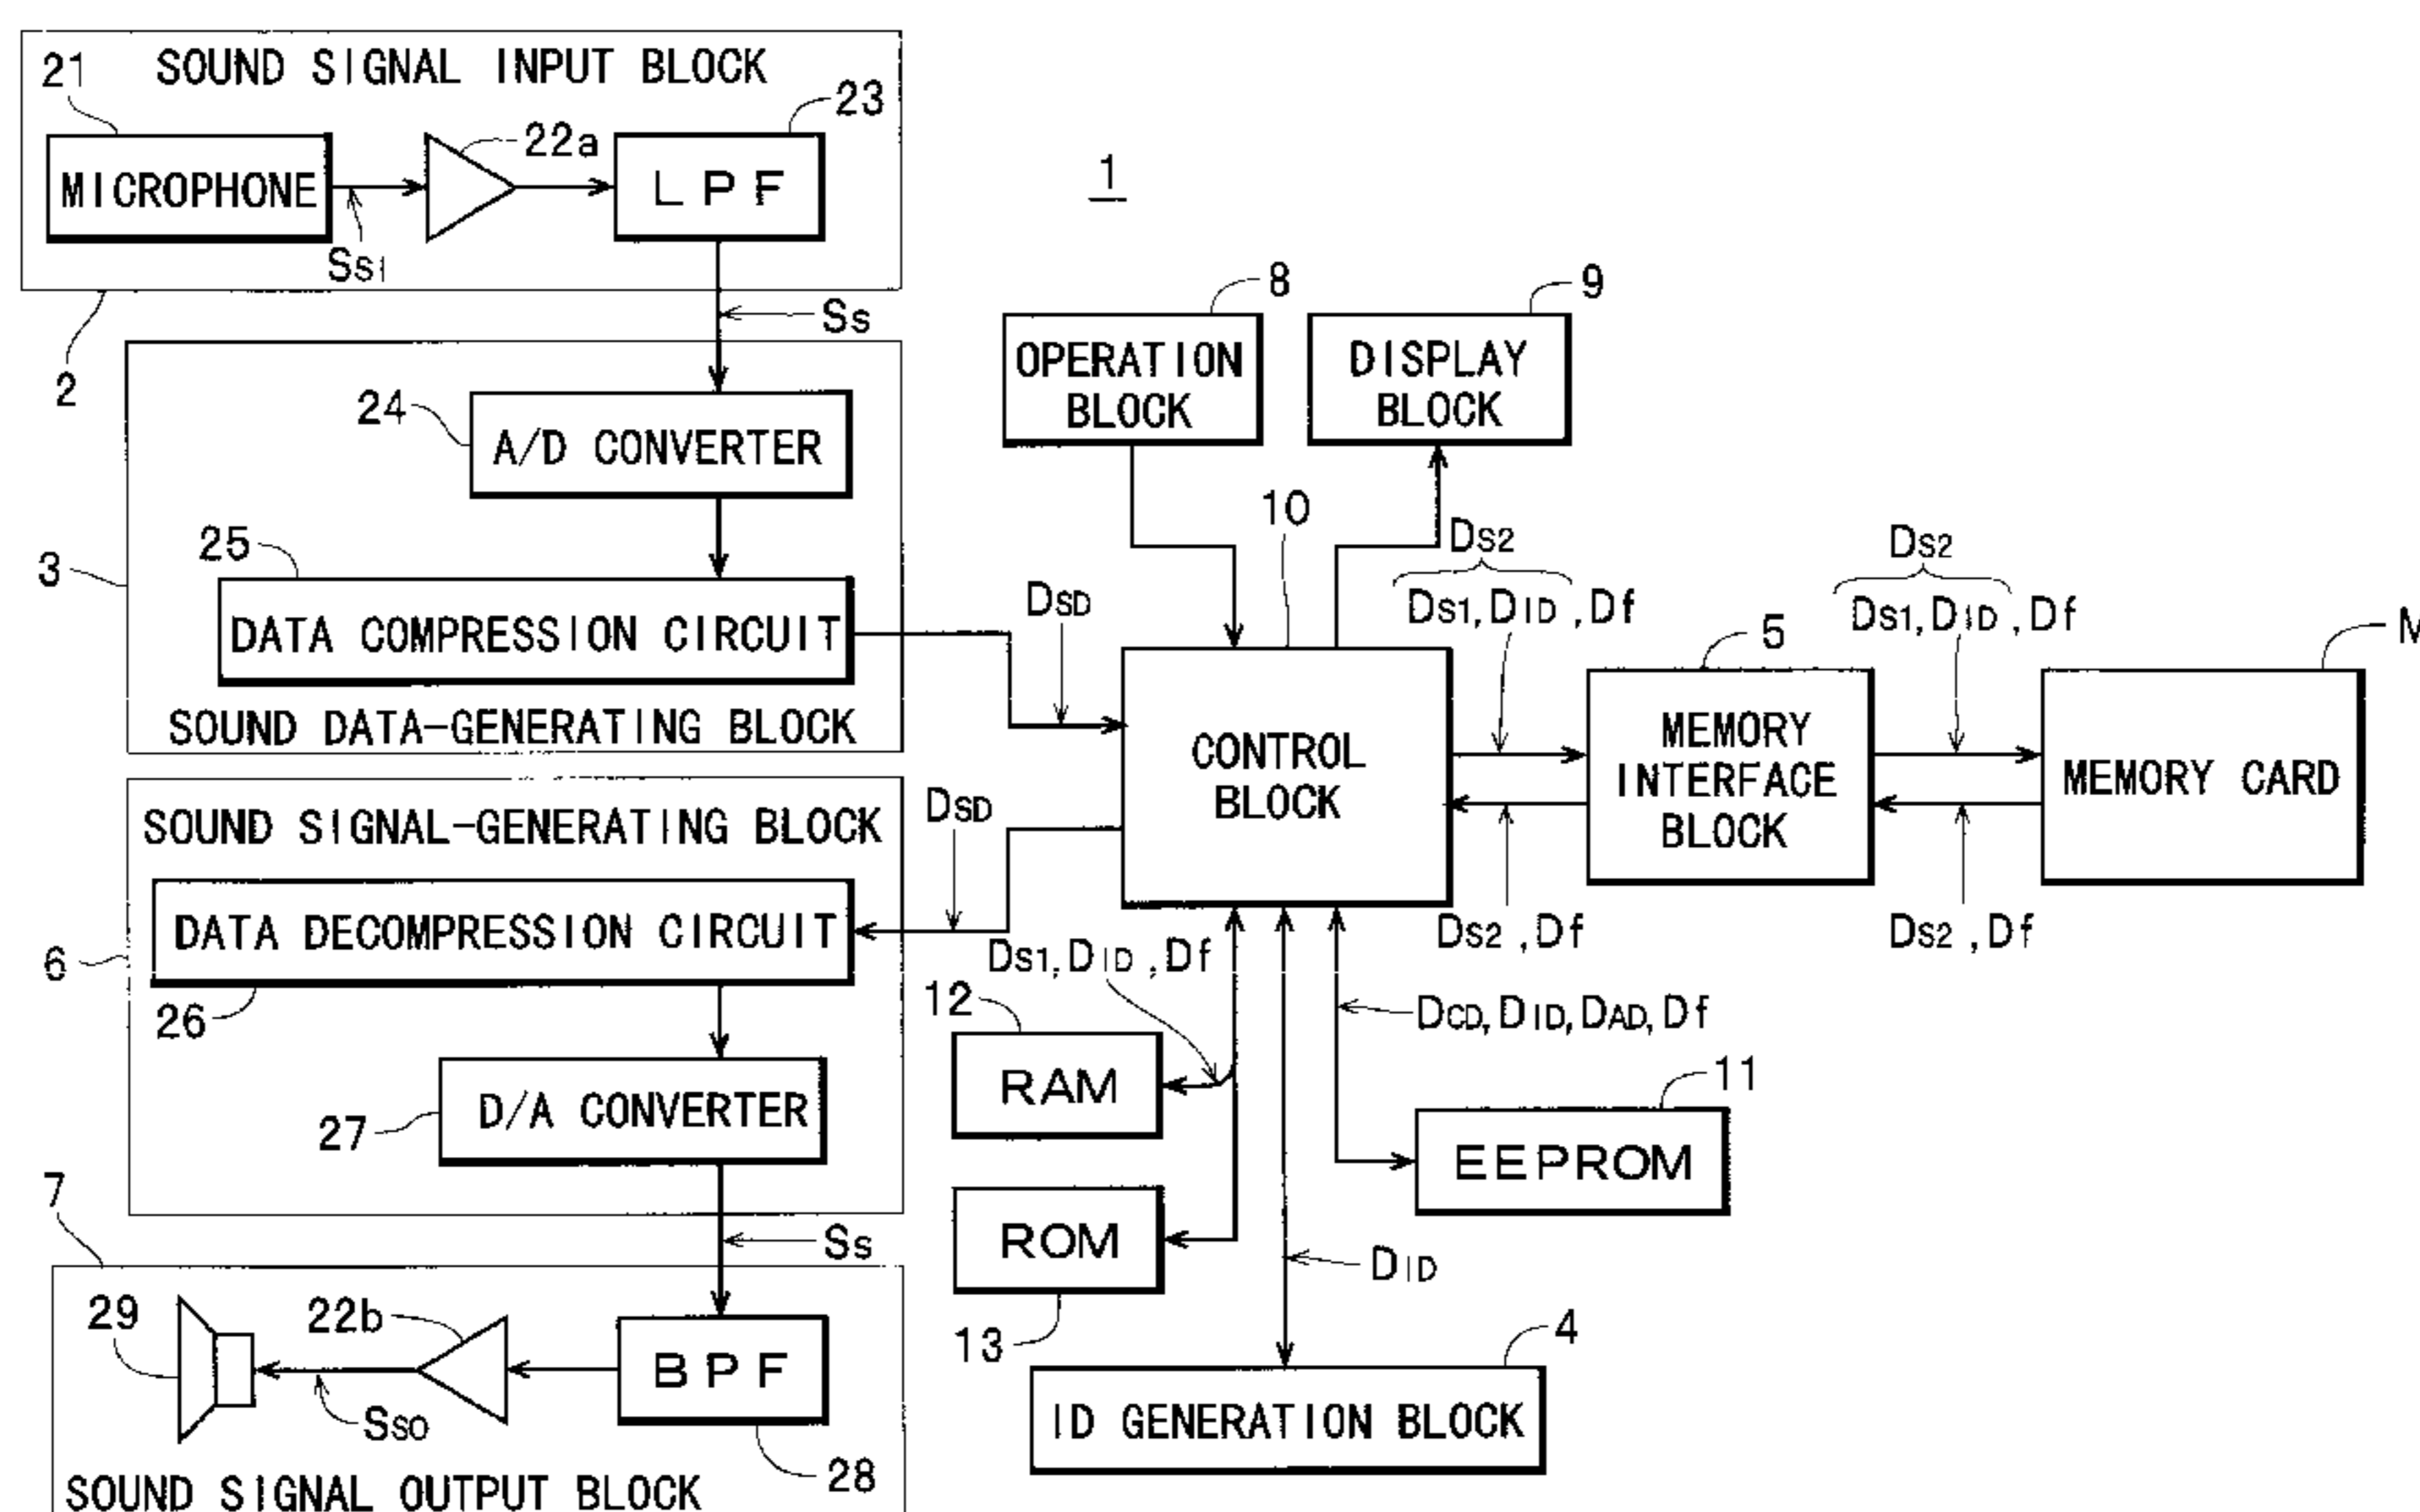 SOUND SIGNAL INPUT BLOCK
21
23
22a
MICROPHONE
LPF
Ss1
Ss
2
1
8
9
OPERATION
BLOCK
DISPLAY
BLOCK
24
A/D CONVERTER
10
25
3
DATA COMPRESSION CIRCUIT
SOUND DATA-GENERATING BLOCK
DSD
DS2
DS1, DID, Df
DS2
DS1, DID, Df
5
M
CONTROL
BLOCK
MEMORY
INTERFACE
BLOCK
MEMORY CARD
SOUND SIGNAL-GENERATING BLOCK
DSD
DATA DECOMPRESSION CIRCUIT
6
26
DS2, Df
DS2, Df
DS1, DID, Df
12
DCD, DID, DAD, Df
RAM
11
EEPROM
D/A CONVERTER
27
7
Ss
ROM
13
DID
29
22b
BPF
SSO
28
4
ID GENERATION BLOCK
SOUND SIGNAL OUTPUT BLOCK